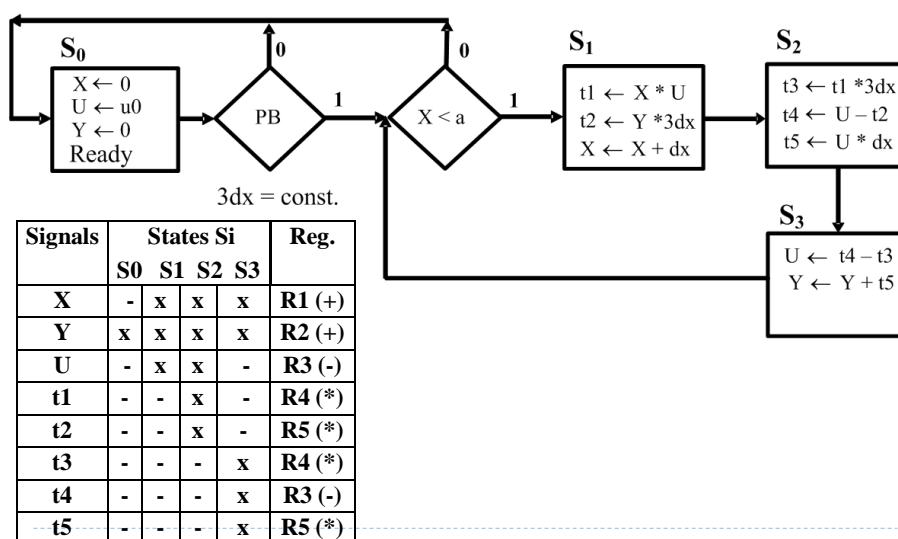 S0
X ← 0
U ← u0
Y ← 0
Ready
PB
0
1
X < a
0
1
S1
t1 ← X * U
t2 ← Y *3dx
X ← X + dx
S2
t3 ← t1 *3dx
t4 ← U – t2
t5 ← U * dx
S3
U ← t4 – t3
Y ← Y + t5
3dx = const.
Signals States Si Reg.
S0 S1 S2 S3
X - x x x R1 (+)
Y x x x x R2 (+)
U - x x - R3 (-)
t1 - - x - R4 (*)
t2 - - x - R5 (*)
t3 - - - x R4 (*)
t4 - - - x R3 (-)
t5 - - - x R5 (*)